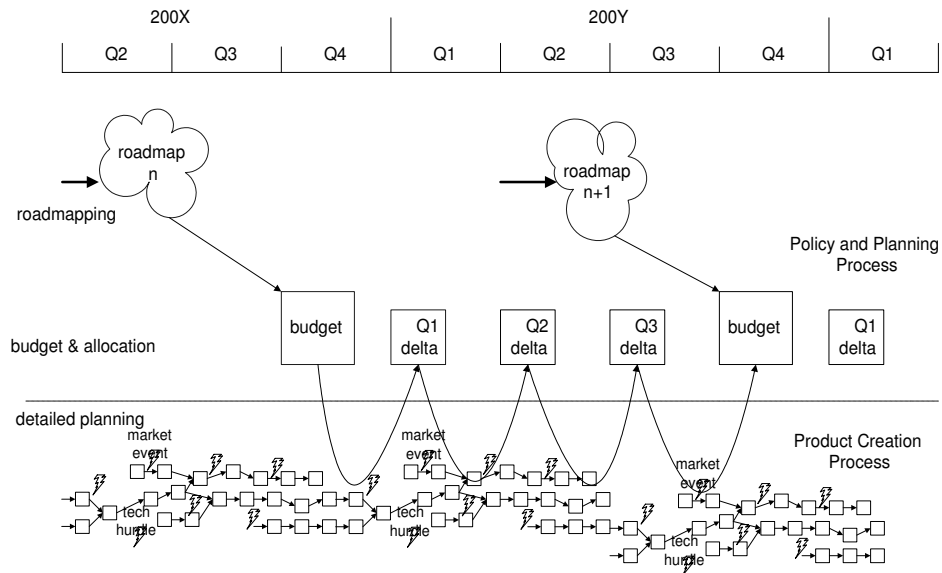 200X
200Y
Q2
Q3
Q4
Q1
Q2
Q3
Q4
Q1
roadmap
n
roadmap
n+1
roadmapping
Policy and Planning
Process
budget
Q1
delta
Q2
delta
Q3
delta
budget
Q1
delta
budget & allocation
detailed planning
market
event
market
event
market
event
Product Creation
Process
tech
hurdle
tech
hurdle
tech
hurdle